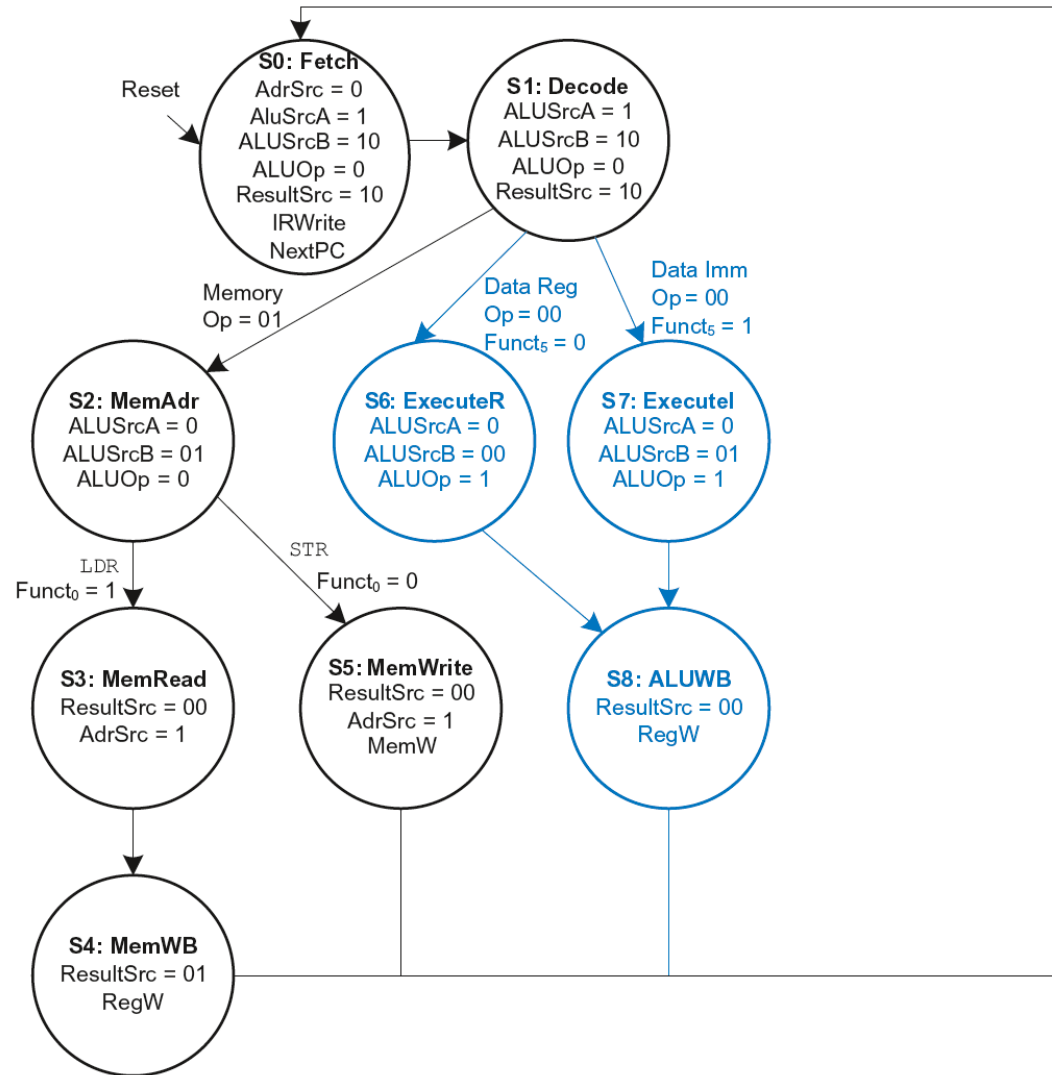 Reset
S0: Fetch
AdrSrc = 0
AluSrcA = 1
ALUSrcB = 10
ALUOp = 0
ResultSrc = 10
IRWrite
NextPC
S1: Decode
ALUSrcA = 1
ALUSrcB = 10
ALUOp = 0
ResultSrc = 10
Memory
Op = 01
Data Reg
Op = 00
Funct₅ = 0
Data Imm
Op = 00
Funct₅ = 1
S2: MemAdr
ALUSrcA = 0
ALUSrcB = 01
ALUOp = 0
S6: ExecuteR
ALUSrcA = 0
ALUSrcB = 00
ALUOp = 1
S7: ExecuteI
ALUSrcA = 0
ALUSrcB = 01
ALUOp = 1
LDR
Funct₀ = 1
STR
Funct₀ = 0
S3: MemRead
ResultSrc = 00
AdrSrc = 1
S5: MemWrite
ResultSrc = 00
AdrSrc = 1
MemW
S8: ALUWB
ResultSrc = 00
RegW
S4: MemWB
ResultSrc = 01
RegW